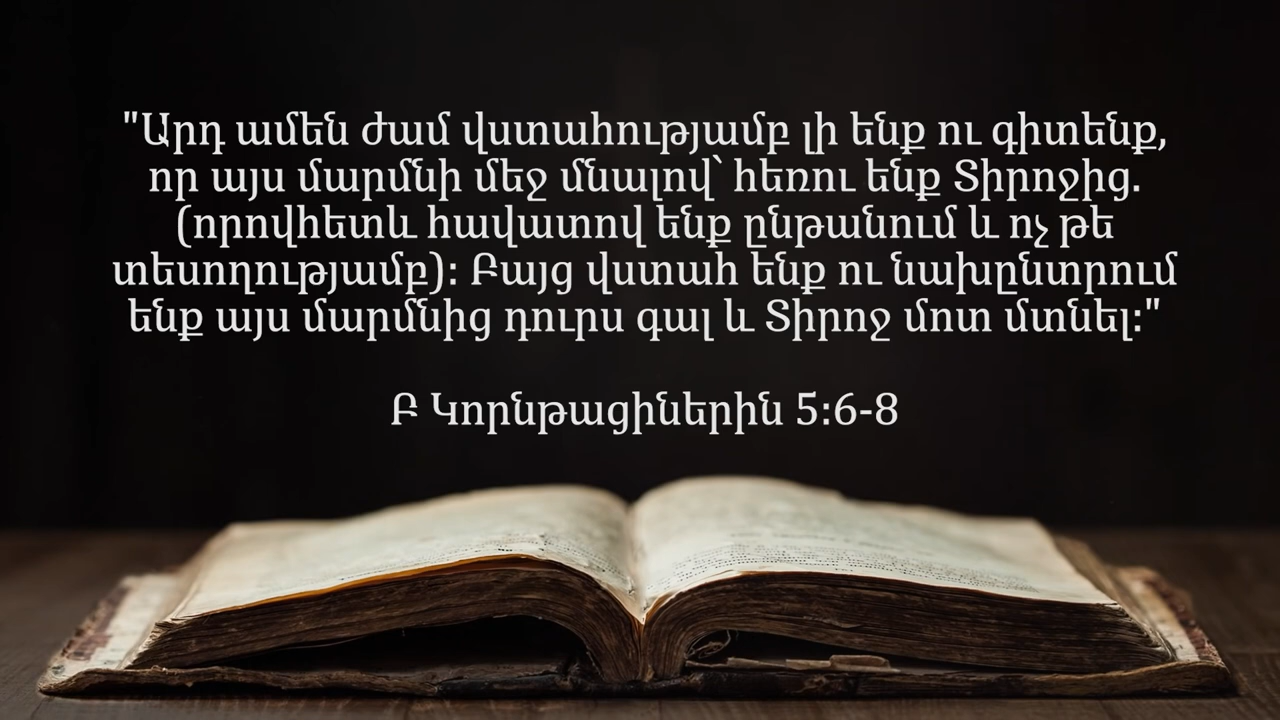 "Արդ ամեն ժամ վստահությամբ լի ենք ու գիտենք,
որ այս մարմնի մեջ մնալով՝ հեռու ենք Տիրոջից.
(որովհետև հավատով ենք ընթանում և ոչ թե
տեսողությամբ): Բայց վստահ ենք ու նախընտրում
ենք այս մարմնից դուրս գալ և Տիրոջ մոտ մտնել:"
Բ Կորնթացիներին 5:6-8